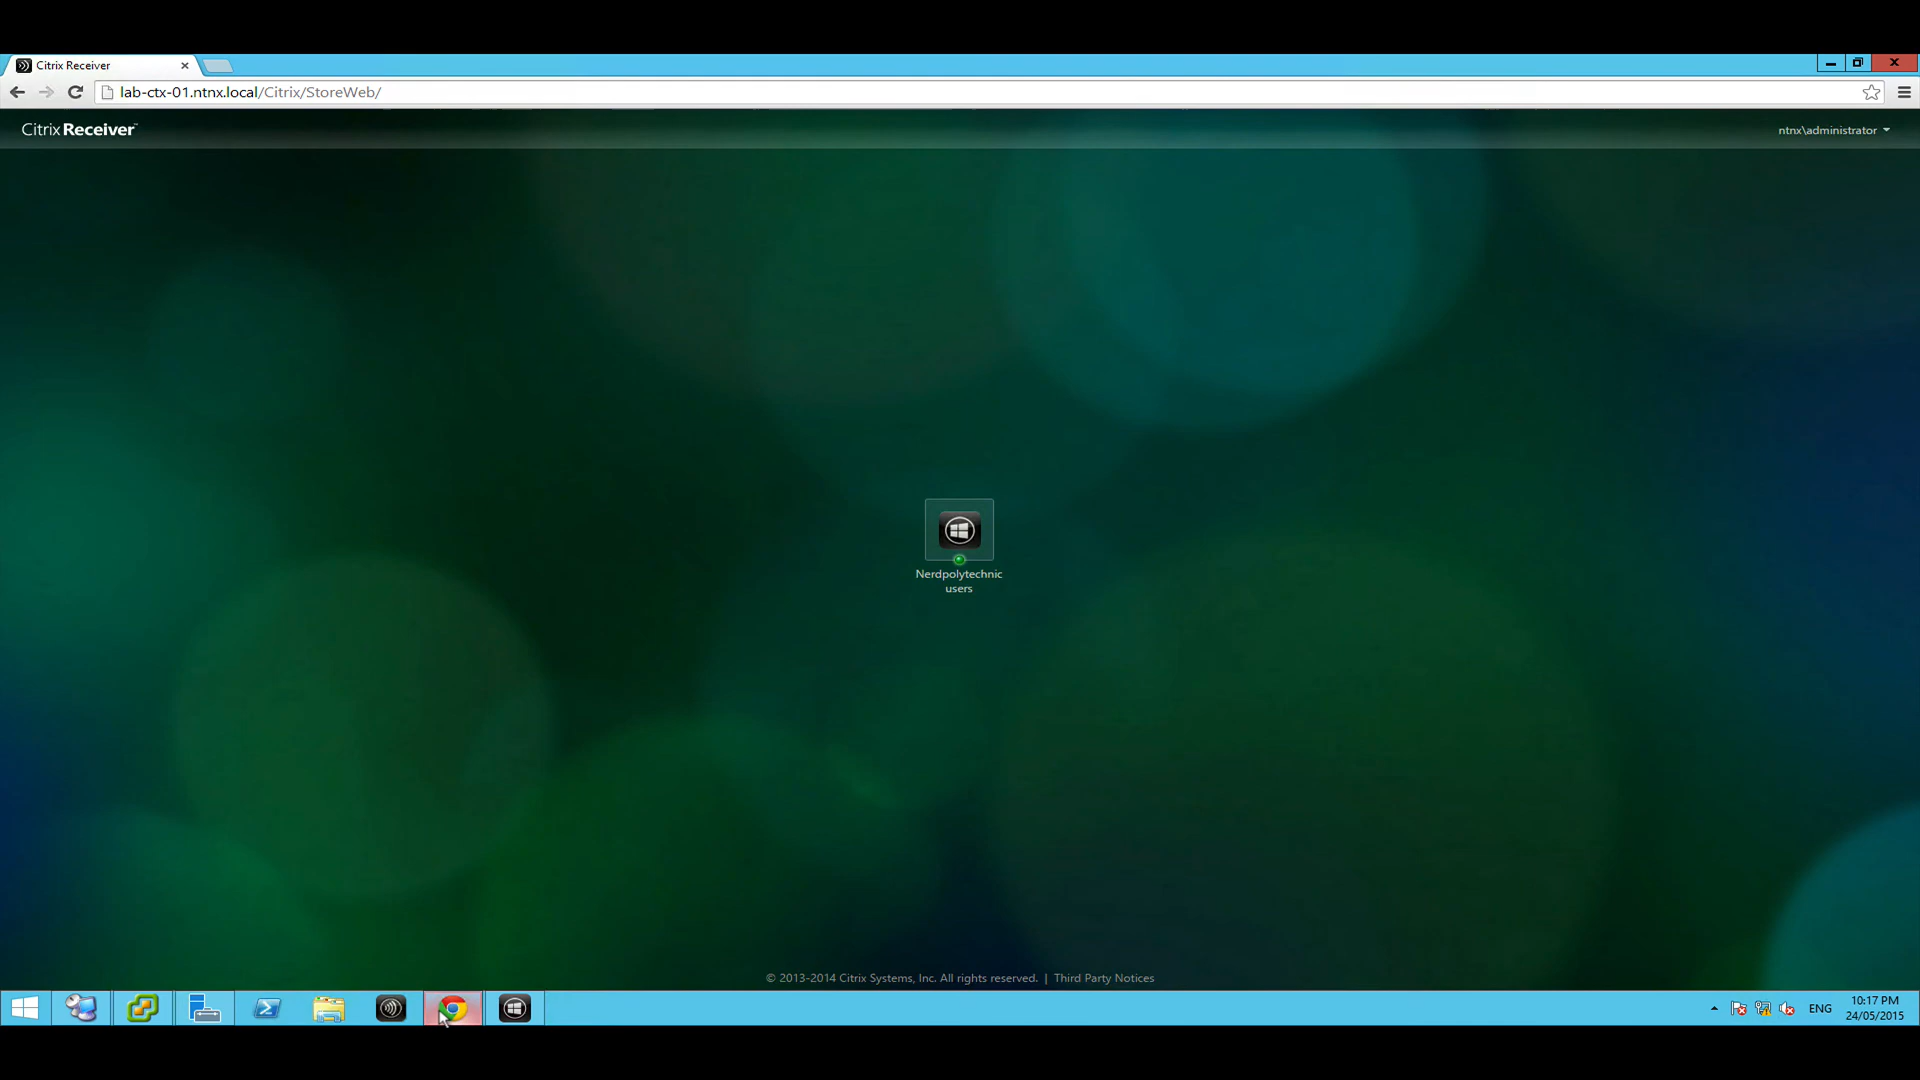 Citrix Receiver
lab-ctx-01.ntnx.local/Citrix/StoreWeb/
Citrix Receiver™
ntnx\administrator
Nerdpolytechnic
users
© 2013-2014 Citrix Systems, Inc. All rights reserved. | Third Party Notices
ENG
10:17 PM
24/05/2015